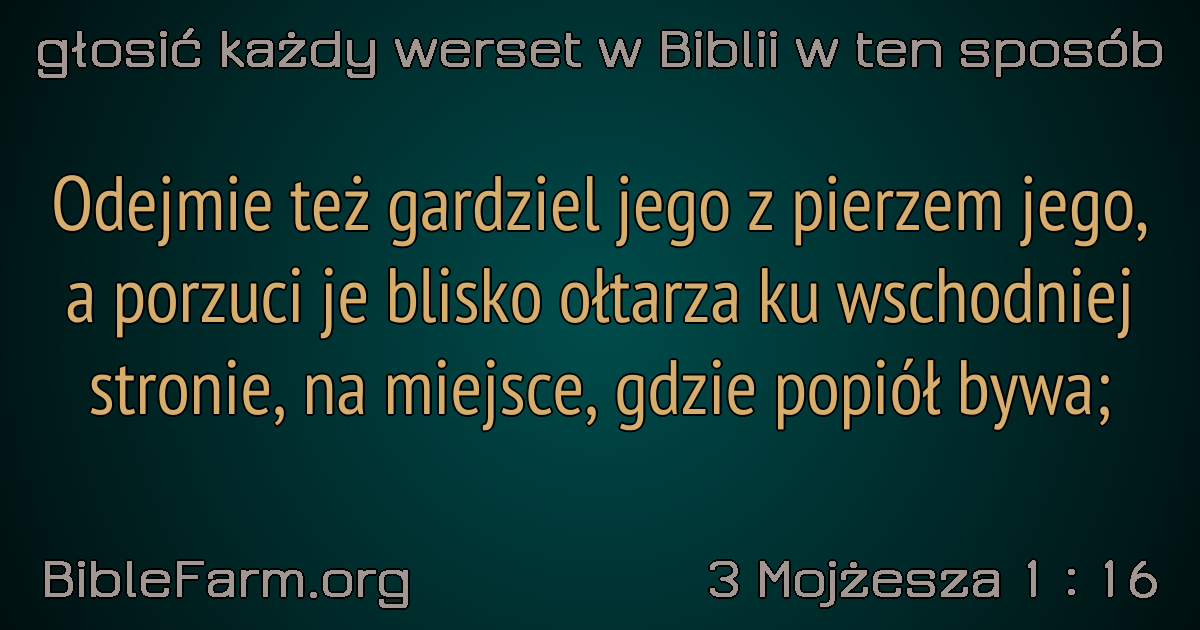 głosić każdy werset w Biblii w ten sposób
Odejmie też gardziel jego z pierzem jego,
a porzuci je blisko ołtarza ku wschodniej
stronie, na miejsce, gdzie popiół bywa;
BibleFarm.org
3 Mojżesza 1 : 16